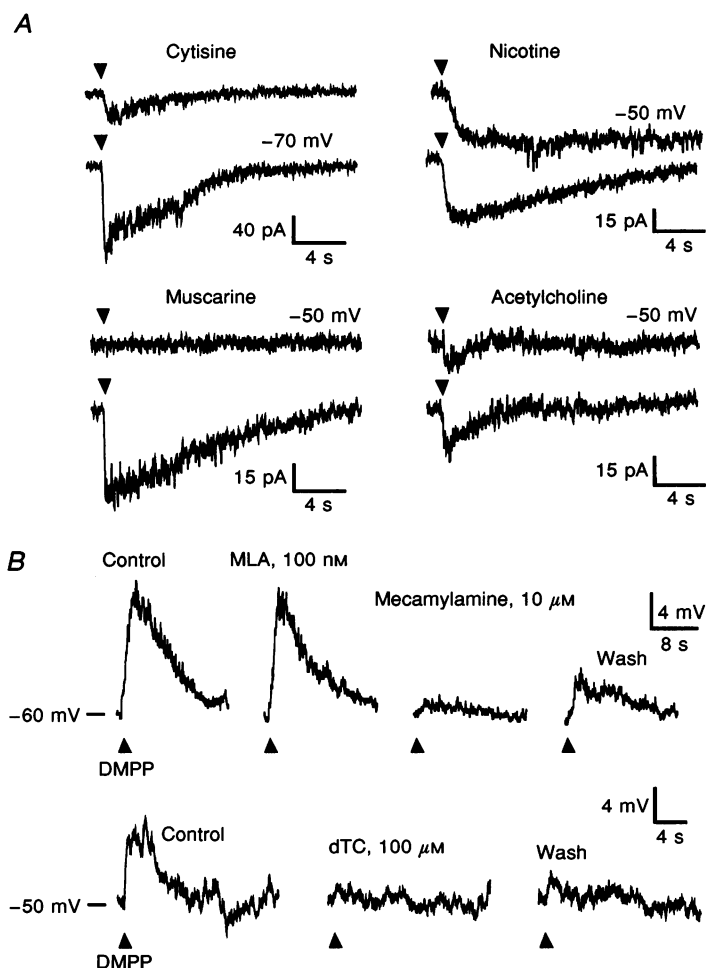 A
Cytisine
Nicotine
−50 mV
−70 mV
40 pA
4 s
15 pA
4 s
Muscarine
−50 mV
Acetylcholine
−50 mV
15 pA
4 s
15 pA
4 s
B
Control
MLA, 100 nM
Mecamylamine, 10 μM
4 mV
8 s
Wash
−60 mV
DMPP
4 mV
4 s
Control
dTC, 100 μM
Wash
−50 mV
DMPP